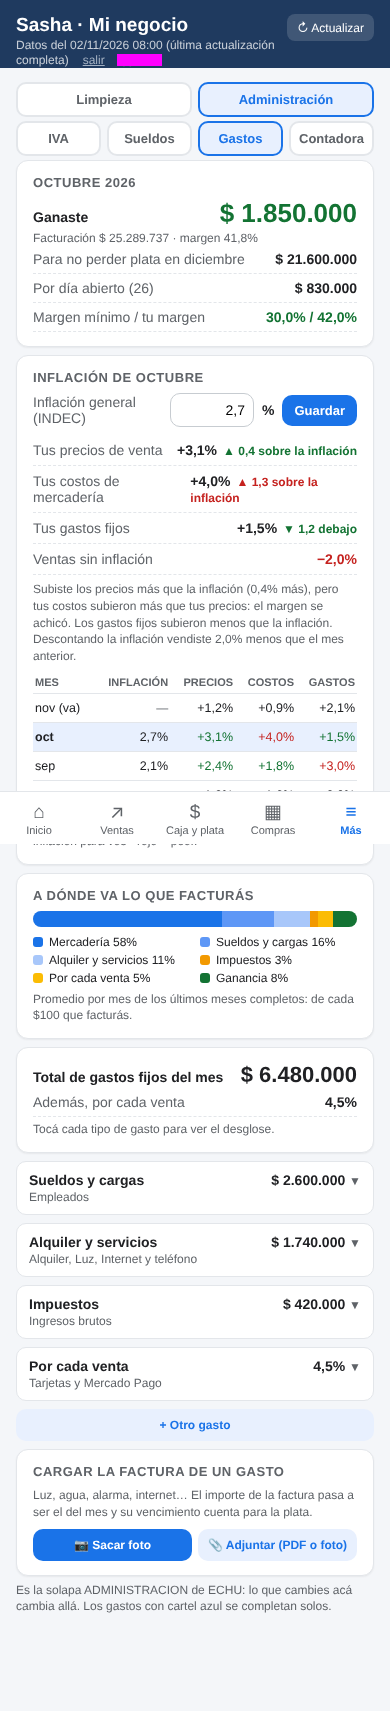 Sasha · Mi negocio
Datos del 02/11/2026 08:00 (última actualización
completa) salir
Actualizar
Limpieza
Administración
IVA
Sueldos
Gastos
Contadora
OCTUBRE 2026
Ganaste $ 1.850.000
Facturación $ 25.289.737 · margen 41,8%
Para no perder plata en diciembre $ 21.600.000
Por día abierto (26) $ 830.000
Margen mínimo / tu margen 30,0% / 42,0%
INFLACIÓN DE OCTUBRE
Inflación general
(INDEC)
2,7 % Guardar
Tus precios de venta +3,1% ▲ 0,4 sobre la inflación
Tus costos de
mercadería
+4,0% ▲ 1,3 sobre la
inflación
Tus gastos fijos +1,5% ▼ 1,2 debajo
Ventas sin inflación −2,0%
Subiste los precios más que la inflación (0,4% más), pero
tus costos subieron más que tus precios: el margen se
achicó. Los gastos fijos subieron menos que la inflación.
Descontando la inflación vendiste 2,0% menos que el mes
anterior.
MES INFLACIÓN PRECIOS COSTOS GASTOS
nov (va) — +1,2% +0,9% +2,1%
oct 2,7% +3,1% +4,0% +1,5%
sep 2,1% +2,4% +1,8% +3,0%
Inicio
Ventas
Caja y plata
Compras
Más
A DÓNDE VA LO QUE FACTURÁS
Mercadería 58%
Sueldos y cargas 16%
Alquiler y servicios 11%
Impuestos 3%
Por cada venta 5%
Ganancia 8%
Promedio por mes de los últimos meses completos: de cada
$100 que facturás.
Total de gastos fijos del mes $ 6.480.000
Además, por cada venta 4,5%
Tocá cada tipo de gasto para ver el desglose.
Sueldos y cargas $ 2.600.000 ▼
Empleados
Alquiler y servicios $ 1.740.000 ▼
Alquiler, Luz, Internet y teléfono
Impuestos $ 420.000 ▼
Ingresos brutos
Por cada venta 4,5% ▼
Tarjetas y Mercado Pago
+ Otro gasto
CARGAR LA FACTURA DE UN GASTO
Luz, agua, alarma, internet… El importe de la factura pasa a
ser el del mes y su vencimiento cuenta para la plata.
Sacar foto
Adjuntar (PDF o foto)
Es la solapa ADMINISTRACION de ECHU: lo que cambies acá
cambia allá. Los gastos con cartel azul se completan solos.